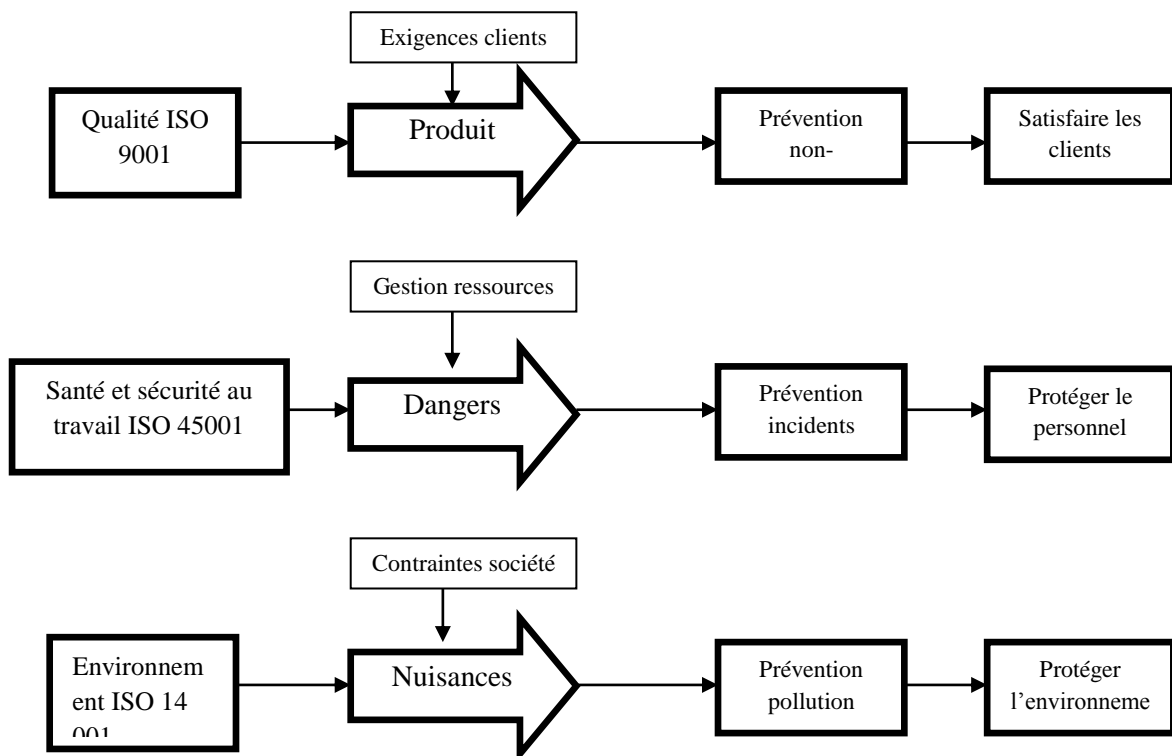 Exigences clients
Qualité ISO
9001
Produit
Prévention
non-
Satisfaire les
clients
Gestion ressources
Santé et sécurité au
travail ISO 45001
Dangers
Prévention
incidents
Protéger le
personnel
Contraintes société
Environnem
ent ISO 14
001
Nuisances
Prévention
pollution
Protéger
l’environneme